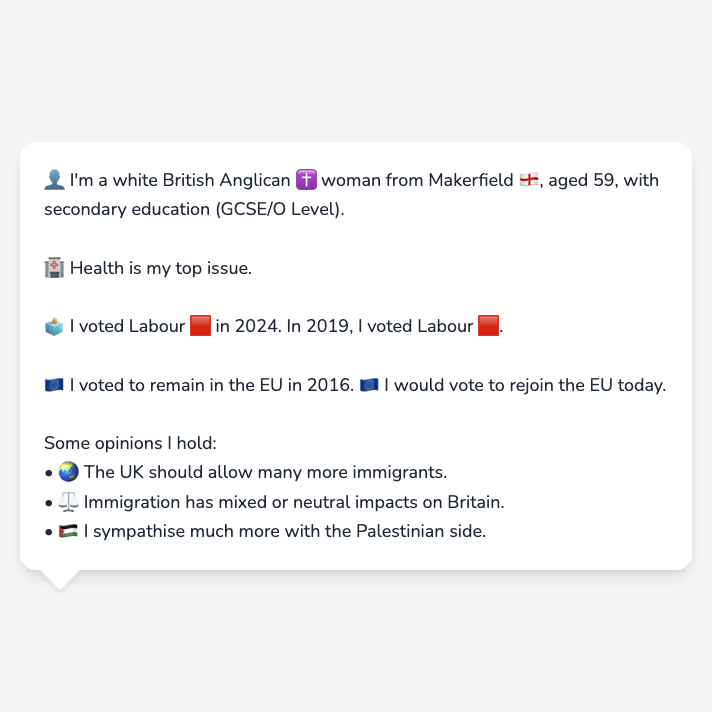 👤 I'm a white British Anglican ✝️ woman from Makerfield 🏴󠁧󠁢󠁥󠁮󠁧󠁿, aged 59, with
secondary education (GCSE/O Level).
🏥 Health is my top issue.
🗳️ I voted Labour 🟥 in 2024. In 2019, I voted Labour 🟥.
🇪🇺 I voted to remain in the EU in 2016. 🇪🇺 I would vote to rejoin the EU today.
Some opinions I hold:
• 🌏 The UK should allow many more immigrants.
• ⚖️ Immigration has mixed or neutral impacts on Britain.
• 🇵🇸 I sympathise much more with the Palestinian side.